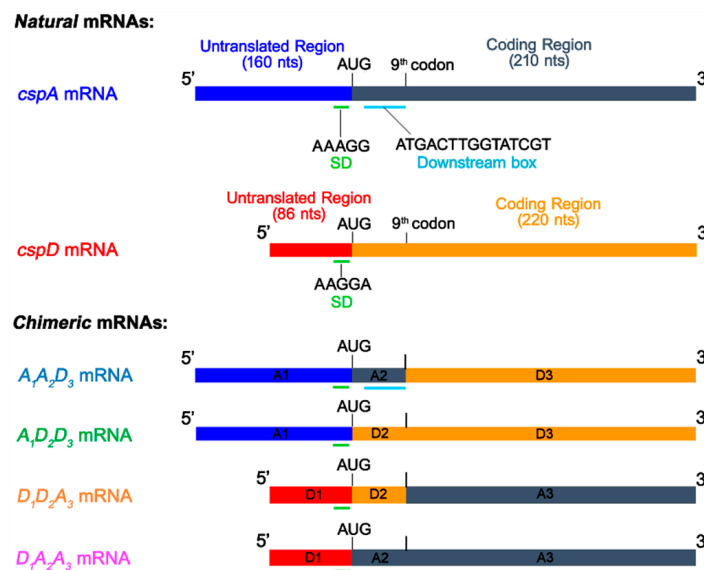 Natural mRNAs:
Untranslated Region
(160 nts)
Coding Region
(210 nts)
AUG
9th codon
5’
3’
cspA mRNA
AAAGG
SD
ATGACTTGGTATCGT
Downstream box
Untranslated Region
(86 nts)
Coding Region
(220 nts)
AUG
9th codon
5’
3’
cspD mRNA
AAGGA
SD
Chimeric mRNAs:
AUG
5’
3’
A1A2D3 mRNA
A1
A2
D3
AUG
5’
3’
A1D2D3 mRNA
A1
D2
D3
AUG
5’
3’
D1D2A3 mRNA
D1
D2
A3
AUG
5’
3’
D1A2A3 mRNA
D1
A2
A3